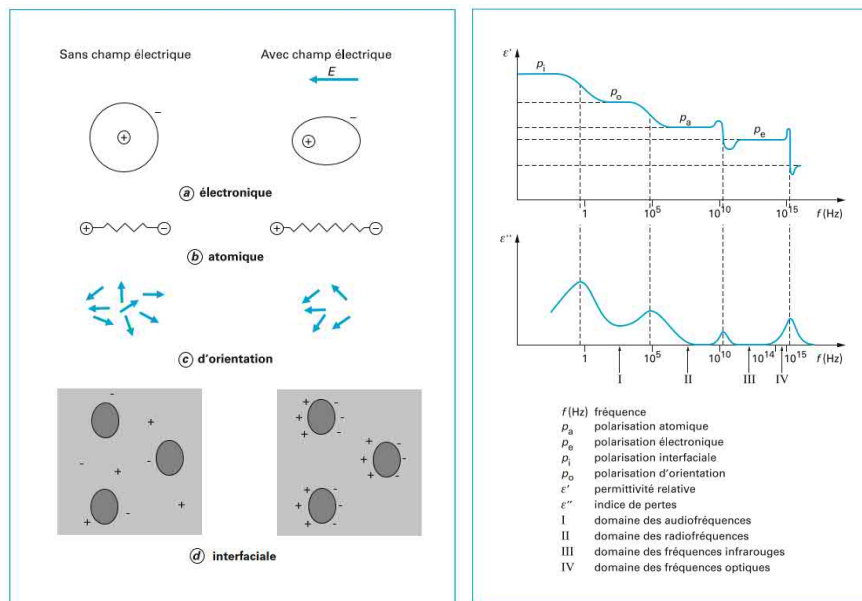 Sans champ électrique
Avec champ électrique
E
−
+
−
+
a électronique
+ −
+ −
b atomique
c d'orientation
-
+
-
-
+
+
-
+
+ + + - - -
+ + + - - -
+ + + - - -
d interfaciale
ε'
pi
po
pa
pe
1 10⁵ 10¹⁰ 10¹⁵ f (Hz)
ε''
1 10⁵ 10¹⁰ 10¹⁴ 10¹⁵ f (Hz)
I II III IV
f (Hz) fréquence
pa polarisation atomique
pe polarisation électronique
pi polarisation interfaciale
po polarisation d'orientation
ε' permittivité relative
ε'' indice de pertes
I domaine des audiofréquences
II domaine des radiofréquences
III domaine des fréquences infrarouges
IV domaine des fréquences optiques